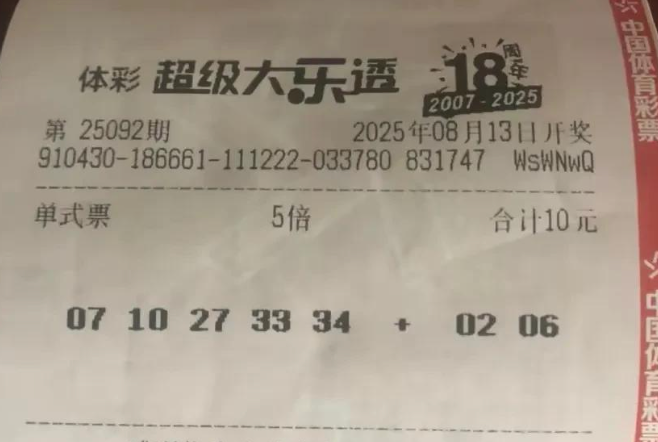 体彩 超级大乐透 18周年
2007-2025
第 25092期 2025年08月13日开奖
910430-186661-111222-033780 831747 WsWNwQ
单式票 5倍 合计10元
07 10 27 33 34 + 02 06
中国体育彩票
中国体育彩票